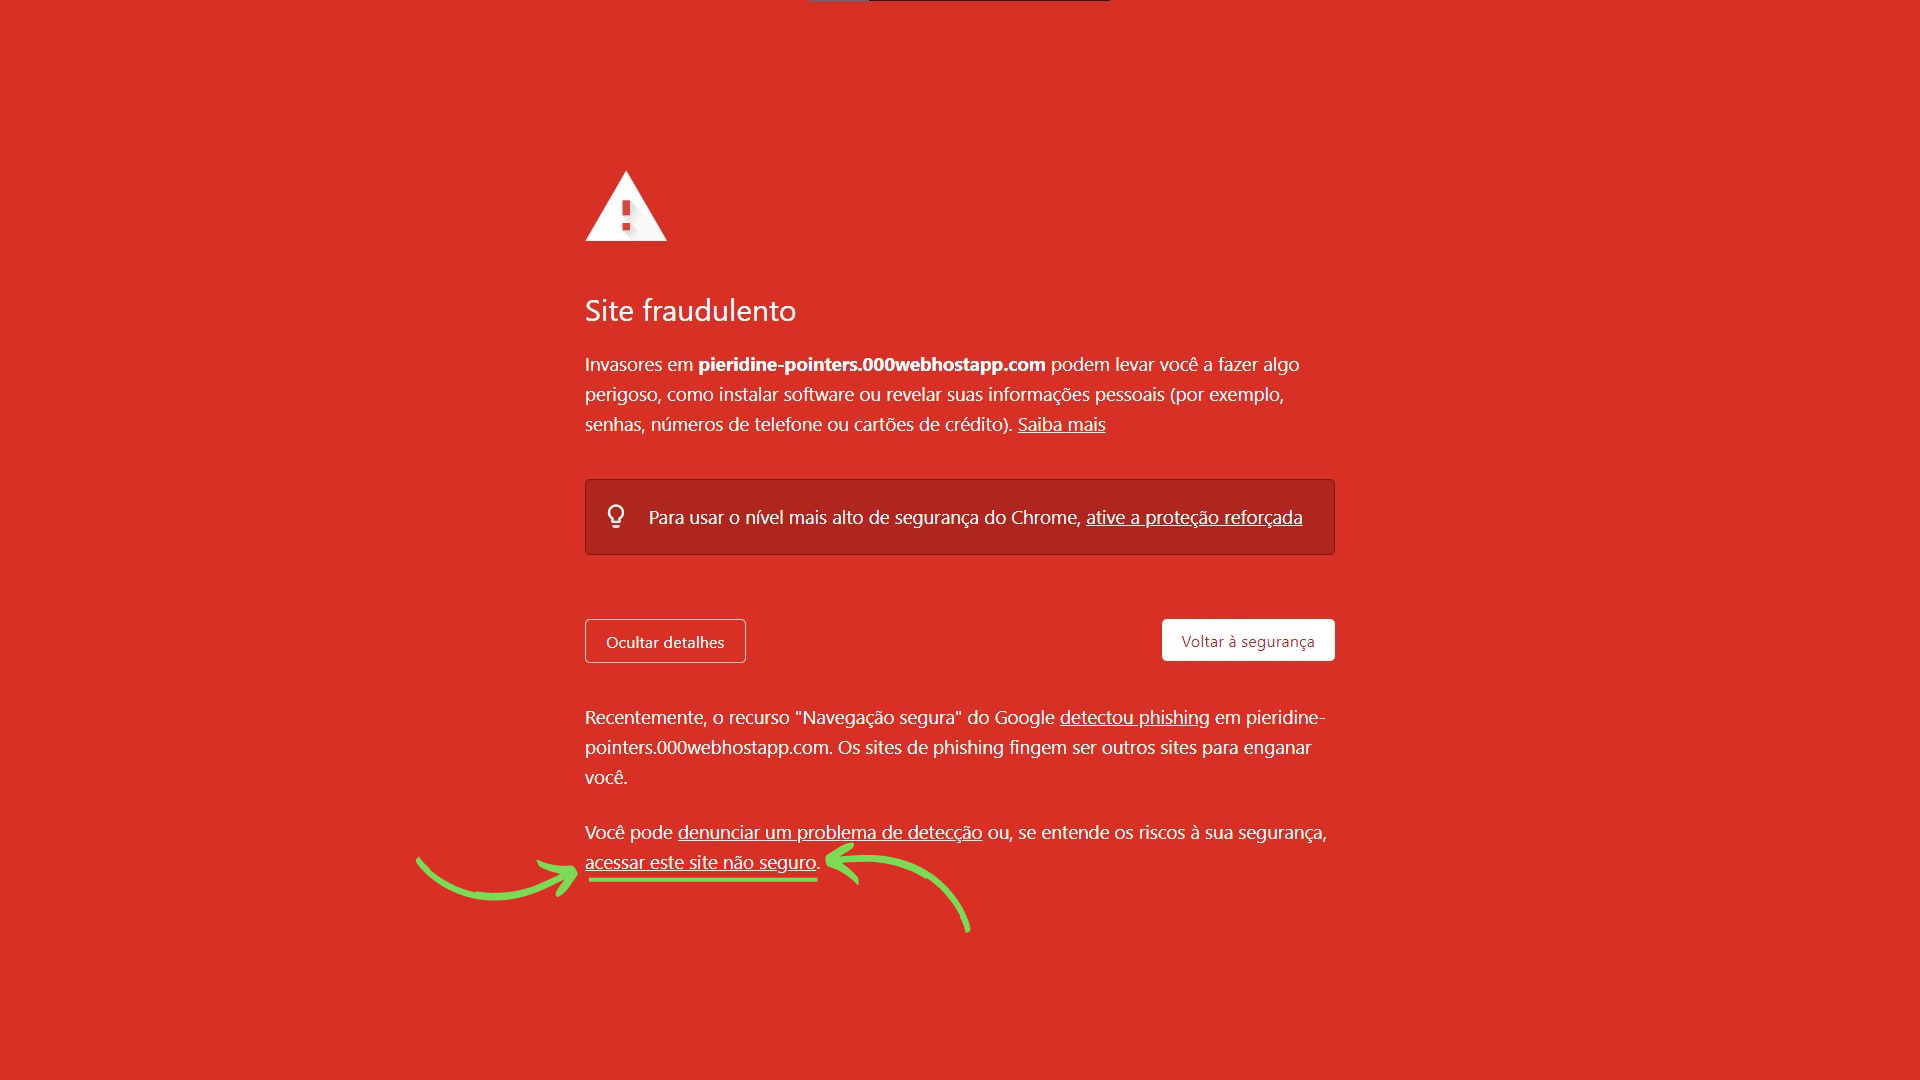 Site fraudulento
Invasores em pieridine-pointers.000webhostapp.com podem levar você a fazer algo
perigoso, como instalar software ou revelar suas informações pessoais (por exemplo,
senhas, números de telefone ou cartões de crédito). Saiba mais
Para usar o nível mais alto de segurança do Chrome, ative a proteção reforçada
Ocultar detalhes
Voltar à segurança
Recentemente, o recurso "Navegação segura" do Google detectou phishing em pieridine-
pointers.000webhostapp.com. Os sites de phishing fingem ser outros sites para enganar
você.
Você pode denunciar um problema de detecção ou, se entende os riscos à sua segurança,
acessar este site não seguro.